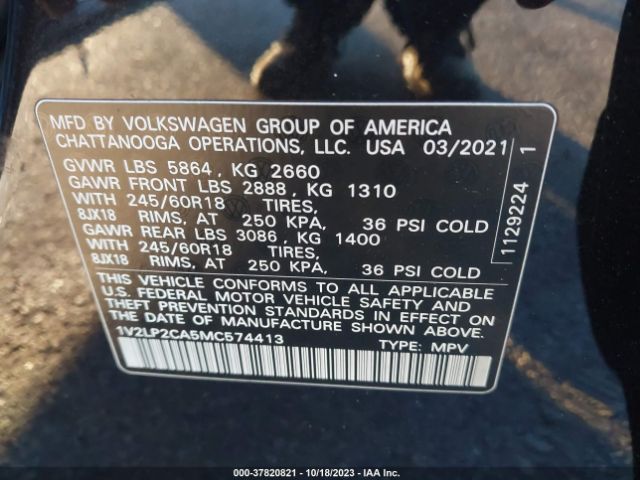 MFD BY VOLKSWAGEN GROUP OF AMERICA
CHATTANOOGA OPERATIONS, LLC. USA 03/2021
GVWR LBS 5864, KG 2660
GAWR FRONT LBS 2888, KG 1310
WITH 245/60R18 TIRES,
8JX18 RIMS, AT 250 KPA, 36 PSI COLD
GAWR REAR LBS 3086, KG 1400
WITH 245/60R18 TIRES,
8JX18 RIMS, AT 250 KPA, 36 PSI COLD
THIS VEHICLE CONFORMS TO ALL APPLICABLE
U.S. FEDERAL MOTOR VEHICLE SAFETY AND
THEFT PREVENTION STANDARDS IN EFFECT ON
THE DATE OF MANUFACTURE SHOWN ABOVE.
1V2LP2CA5MC574413 TYPE: MPV
1129224 1
000-37820821 - 10/18/2023 - IAA Inc.